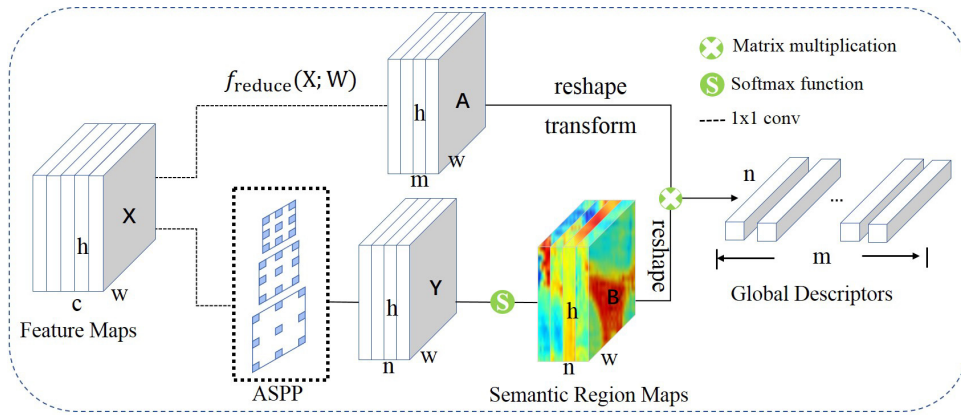 f_reduce(X; W)
h
A
m
w
reshape
transform
Matrix multiplication
S
Softmax function
1x1 conv
X
h
c
w
Feature Maps
ASPP
Y
h
n
w
S
B
h
n
w
Semantic Region Maps
reshape
n
...
m
Global Descriptors